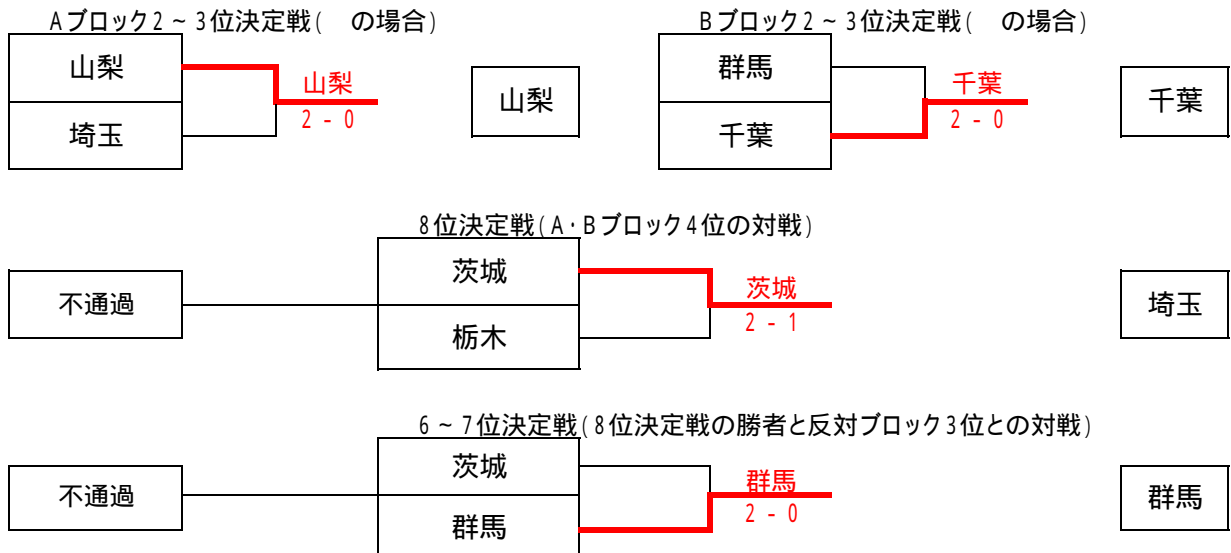 Aブロック2~3位決定戦(　の場合)
Bブロック2~3位決定戦(　の場合)
山梨
埼玉
山梨
2-0
山梨
群馬
千葉
千葉
2-0
千葉
8位決定戦(A・Bブロック4位の対戦)
不通過
茨城
栃木
茨城
2-1
埼玉
6~7位決定戦(8位決定戦の勝者と反対ブロック3位との対戦)
不通過
茨城
群馬
群馬
2-0
群馬